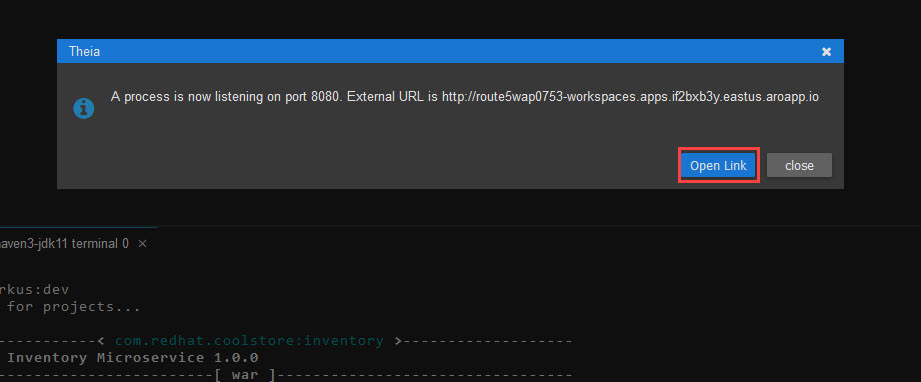 Theia
A process is now listening on port 8080. External URL is http://route5wap0753-workspaces.apps.if2bxb3y.eastus.aroapp.io
Open Link close
aven3-jdk11 terminal 0 ×
rkus:dev
for projects...
-----------< com.redhat.coolstore:inventory >-------------------
Inventory Microservice 1.0.0
------------------------[ war ]---------------------------------